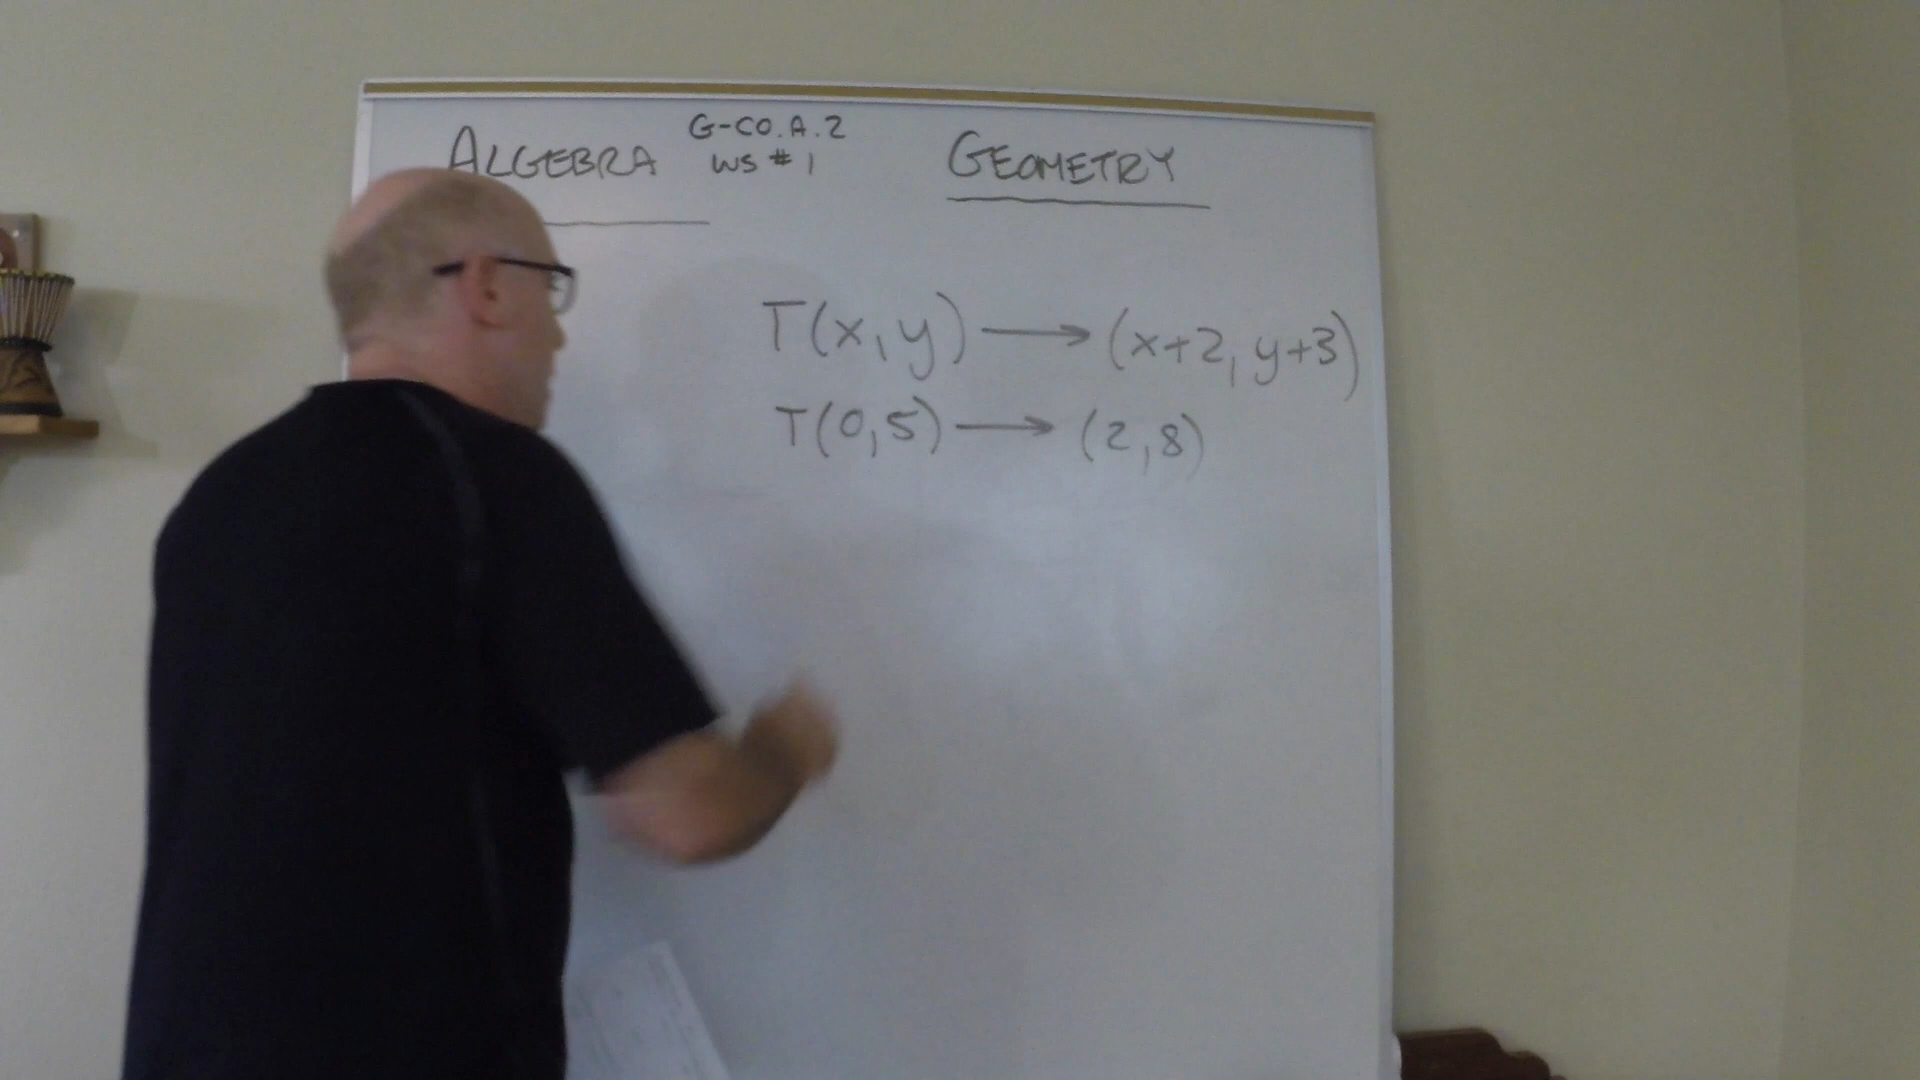 ALGEBRA
G-CO.A.2
WS # 1
GEOMETRY
T(x,y) → (x+2, y+3)
T(0,5) → (2,8)